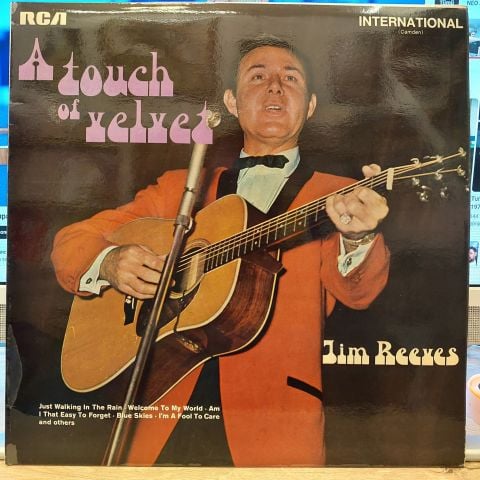 RCA
INTERNATIONAL
(Camden)
A touch
of velvet
Jim Reeves
Just Walking In The Rain · Welcome To My World · Am
I That Easy To Forget · Blue Skies · I'm A Fool To Care
and others